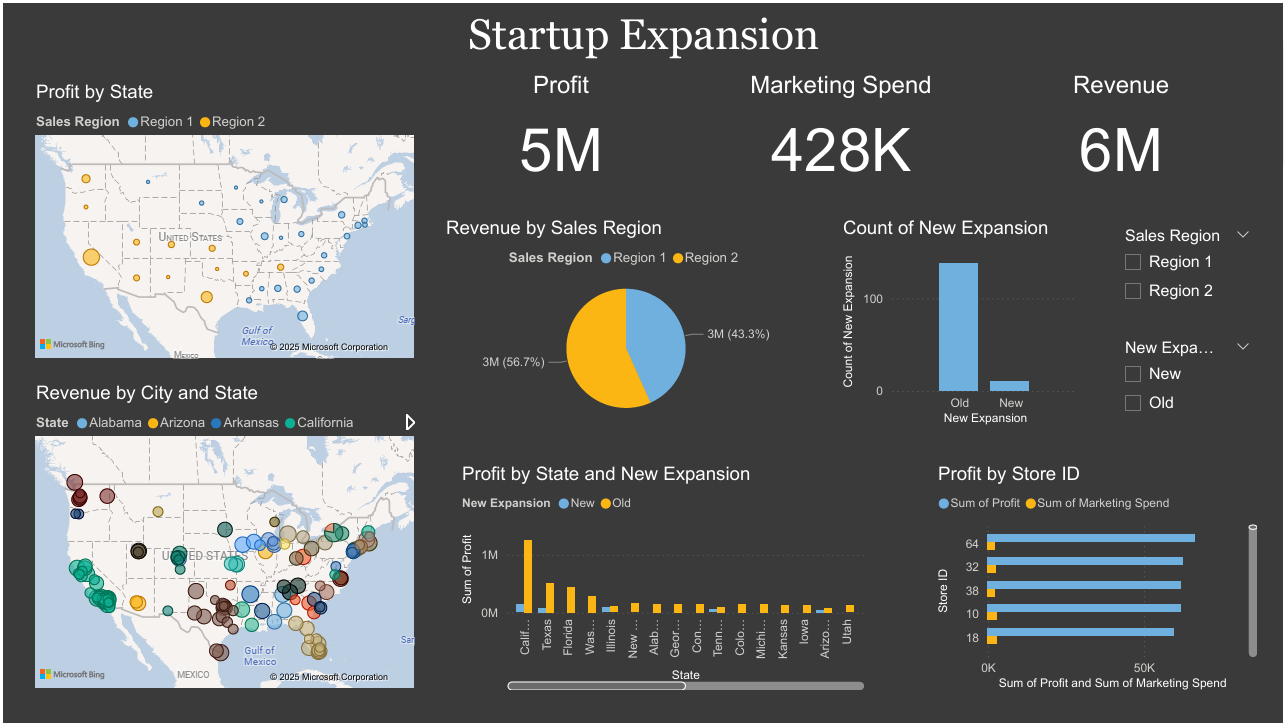 Startup Expansion
Profit by State
Sales Region Region 1 Region 2
UNITED STATES
Gulf of
Mexico
Sarg
MEXICO
Microsoft Bing
© 2025 Microsoft Corporation
Profit
5M
Marketing Spend
428K
Revenue
6M
Revenue by Sales Region
Sales Region Region 1 Region 2
3M (43.3%)
3M (56.7%)
Count of New Expansion
Count of New Expansion
100
0
Old New
New Expansion
Sales Region
Region 1
Region 2
New Expa...
New
Old
Revenue by City and State
State Alabama Arizona Arkansas California
UNITED STATES
Gulf of
Mexico
Sar
MEXICO
Microsoft Bing
© 2025 Microsoft Corporation
Profit by State and New Expansion
New Expansion New Old
Sum of Profit
1M
0M
Calif...
Texas
Florida
Was...
Illinois
New ...
Alab...
Geor...
Con...
Tenn...
Colo...
Michi...
Kansas
Iowa
Arizo...
Utah
State
Profit by Store ID
Sum of Profit Sum of Marketing Spend
Store ID
64
32
38
10
18
0K 50K
Sum of Profit and Sum of Marketing Spend